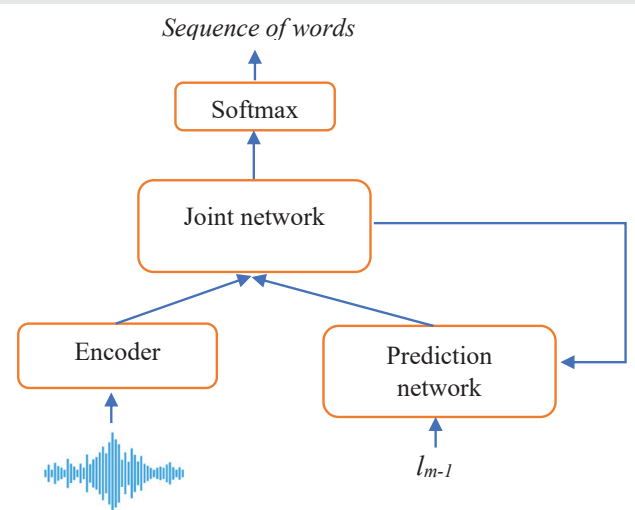 Sequence of words
Softmax
Joint network
Encoder
Prediction
network
lm-1